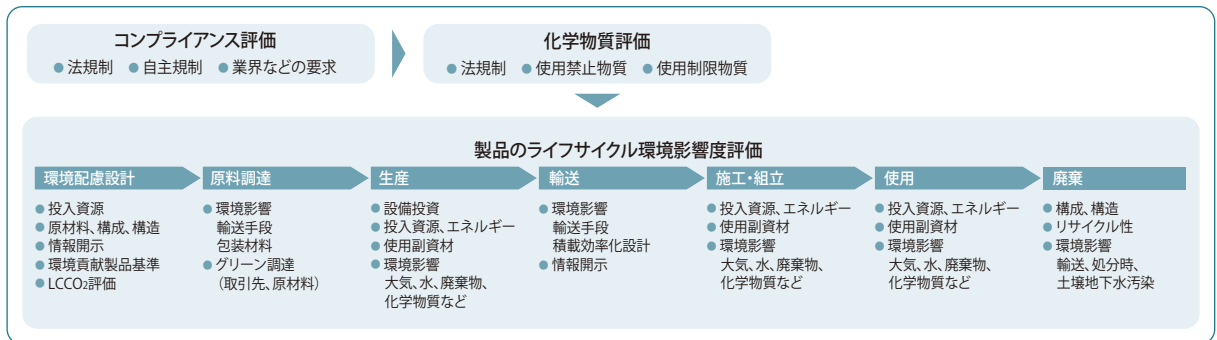 コンプライアンス評価
● 法規制 ● 自主規制 ● 業界などの要求
化学物質評価
● 法規制 ● 使用禁止物質 ● 使用制限物質
製品のライフサイクル環境影響度評価
環境配慮設計
● 投入資源
● 原材料、構成、構造
● 情報開示
● 環境貢献製品基準
● LCCO₂評価
原料調達
● 環境影響
輸送手段
包装材料
● グリーン調達
（取引先、原材料）
生産
● 設備投資
● 投入資源、エネルギー
● 使用副資材
● 環境影響
大気、水、廃棄物、
化学物質など
輸送
● 環境影響
輸送手段
積載効率化設計
● 情報開示
施工・組立
● 投入資源、エネルギー
● 使用副資材
● 環境影響
大気、水、廃棄物、
化学物質など
使用
● 投入資源、エネルギー
● 使用副資材
● 環境影響
大気、水、廃棄物、
化学物質など
廃棄
● 構成、構造
● リサイクル性
● 環境影響
輸送、処分時、
土壌地下水汚染